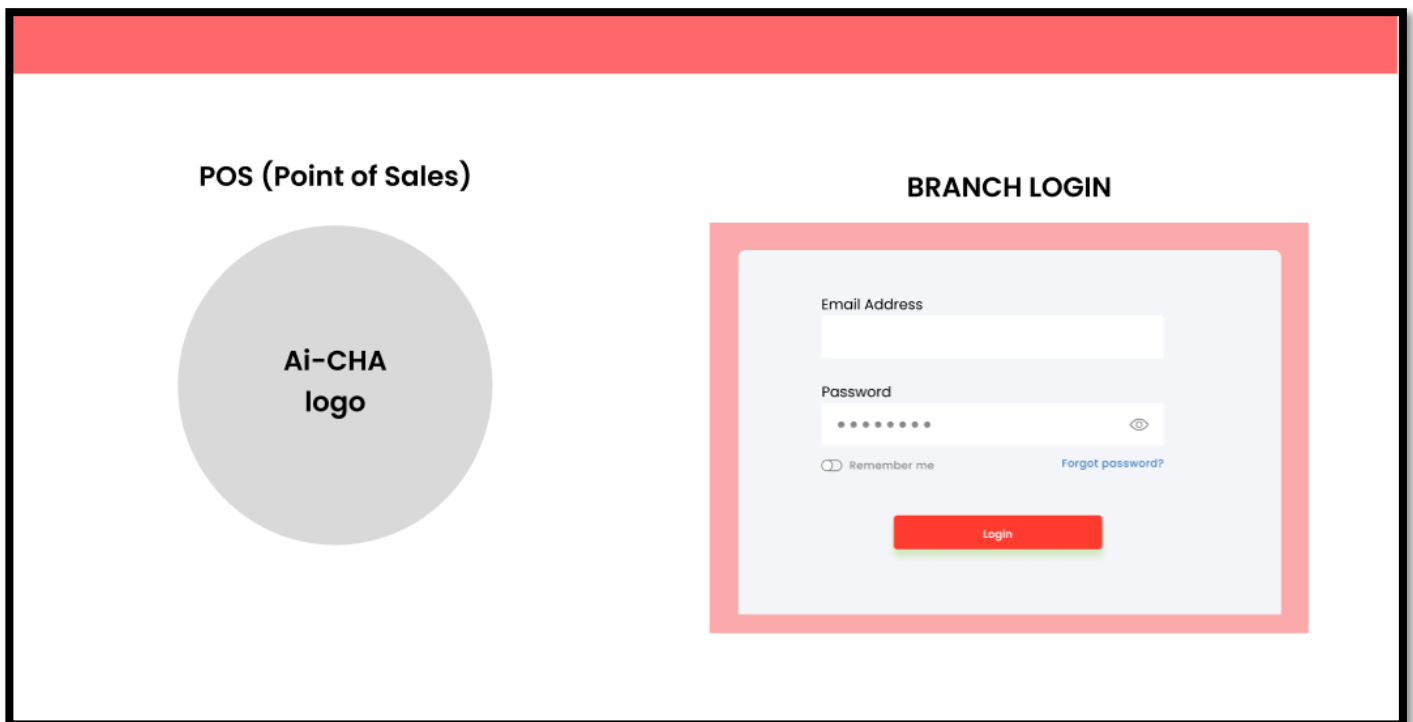 POS (Point of Sales)
Ai-CHA
logo
BRANCH LOGIN
Email Address
Password
Remember me
Forgot password?
Login